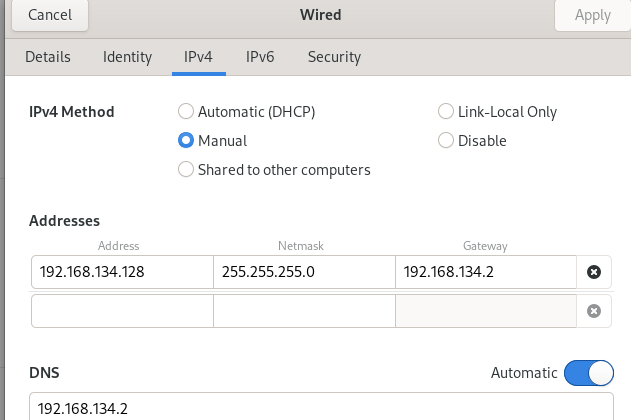 Cancel Wired Apply
Details Identity IPv4 IPv6 Security
IPv4 Method Automatic (DHCP) Link-Local Only
Manual Disable
Shared to other computers
Addresses
Address Netmask Gateway
192.168.134.128 255.255.255.0 192.168.134.2
DNS Automatic
192.168.134.2